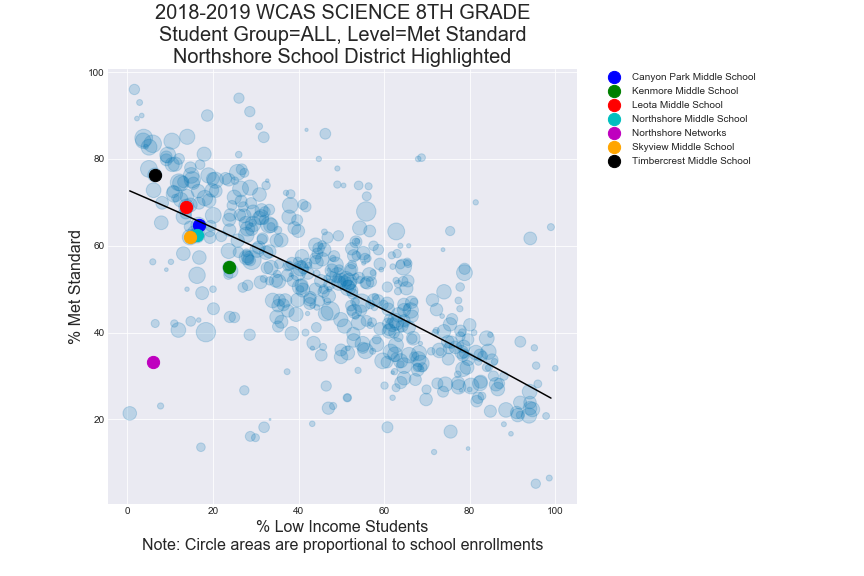 2018-2019 WCAS SCIENCE 8TH GRADE
Student Group=ALL, Level=Met Standard
Northshore School District Highlighted
100
80
60
40
20
% Met Standard
0
20
40
60
80
100
% Low Income Students
Note: Circle areas are proportional to school enrollments
Canyon Park Middle School
Kenmore Middle School
Leota Middle School
Northshore Middle School
Northshore Networks
Skyview Middle School
Timbercrest Middle School